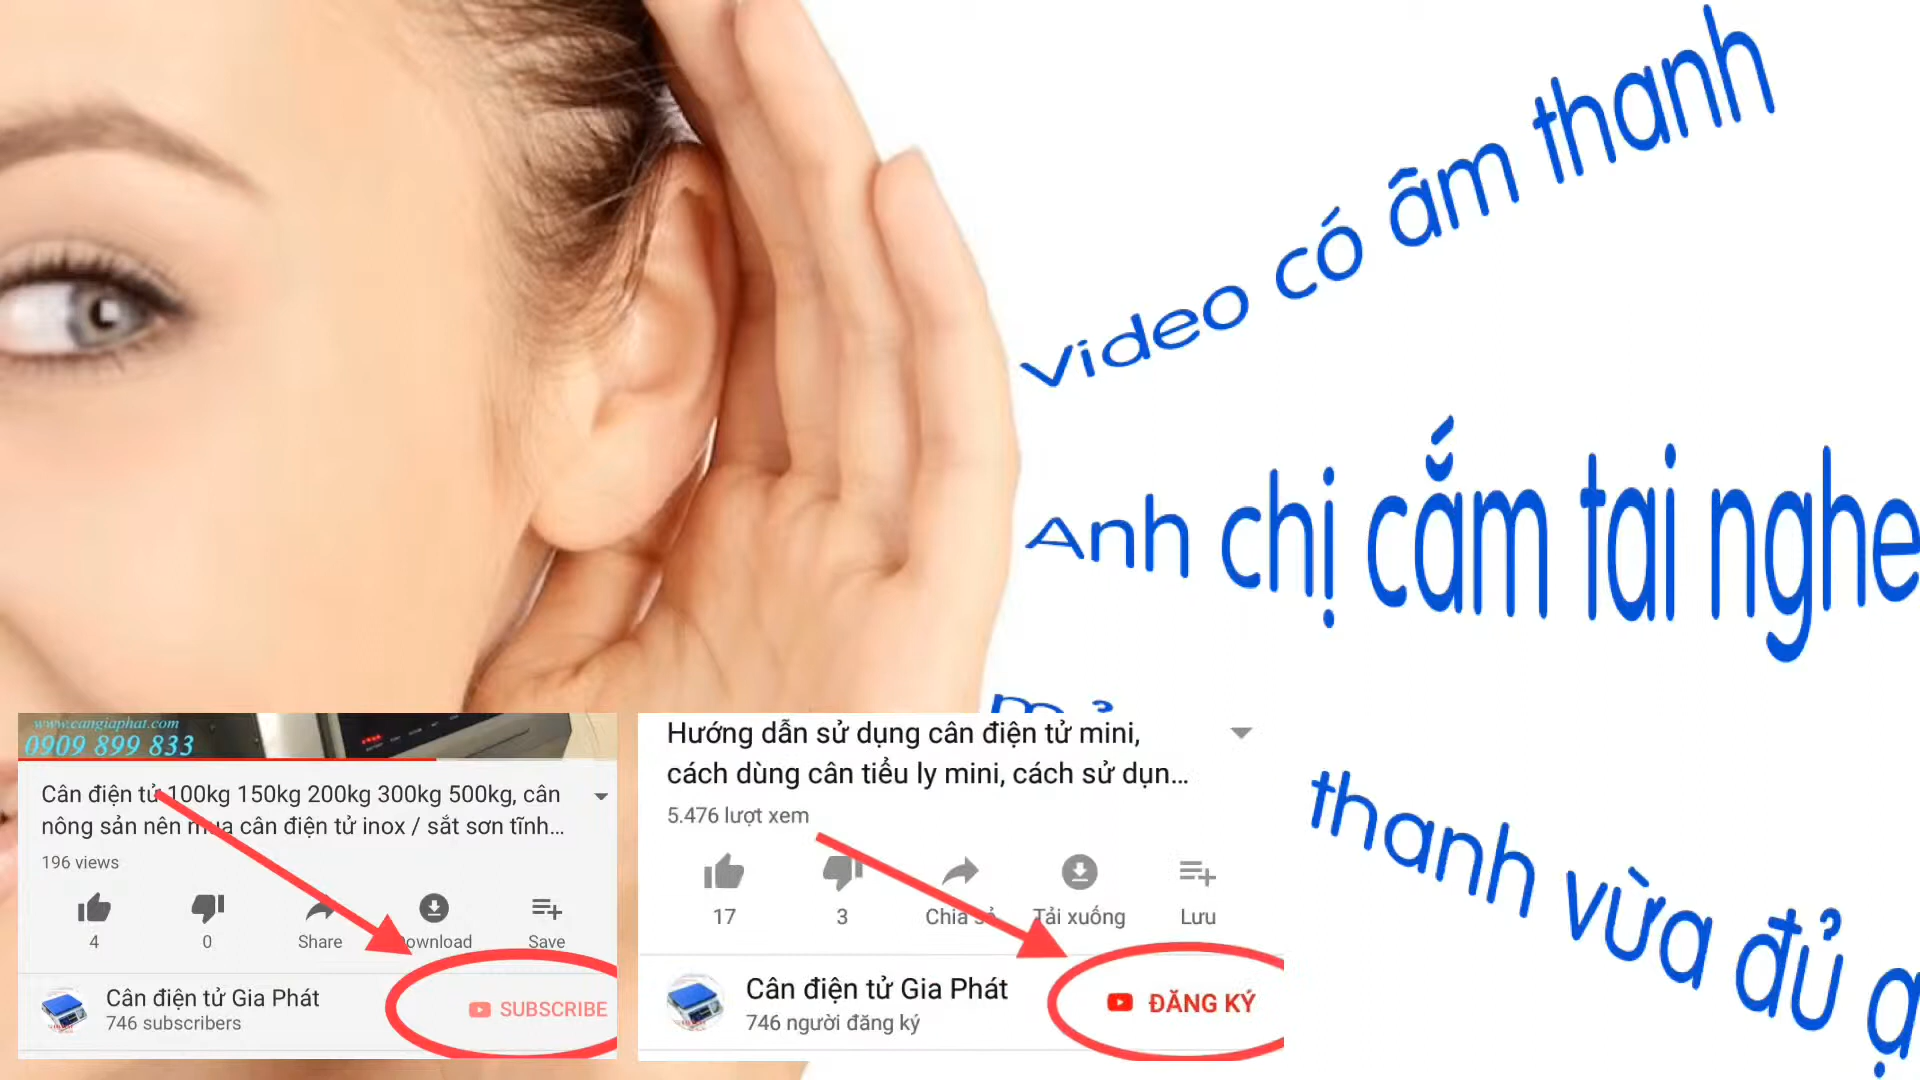 Video có âm thanh
Anh chị cắm tai nghe
thanh vừa đủ ạ
www.cangiaphat.com
0909 899 833
Cân điện tử 100kg 150kg 200kg 300kg 500kg, cân
nông sản nên mua cân điện tử inox / sắt sơn tĩnh...
196 views
4
0
Share
Download
Save
Cân điện tử Gia Phát
746 subscribers
SUBSCRIBE
Hướng dẫn sử dụng cân điện tử mini,
cách dùng cân tiểu ly mini, cách sử dụn...
5.476 lượt xem
17
3
Chia sẻ
Tải xuống
Lưu
Cân điện tử Gia Phát
746 người đăng ký
ĐĂNG KÝ